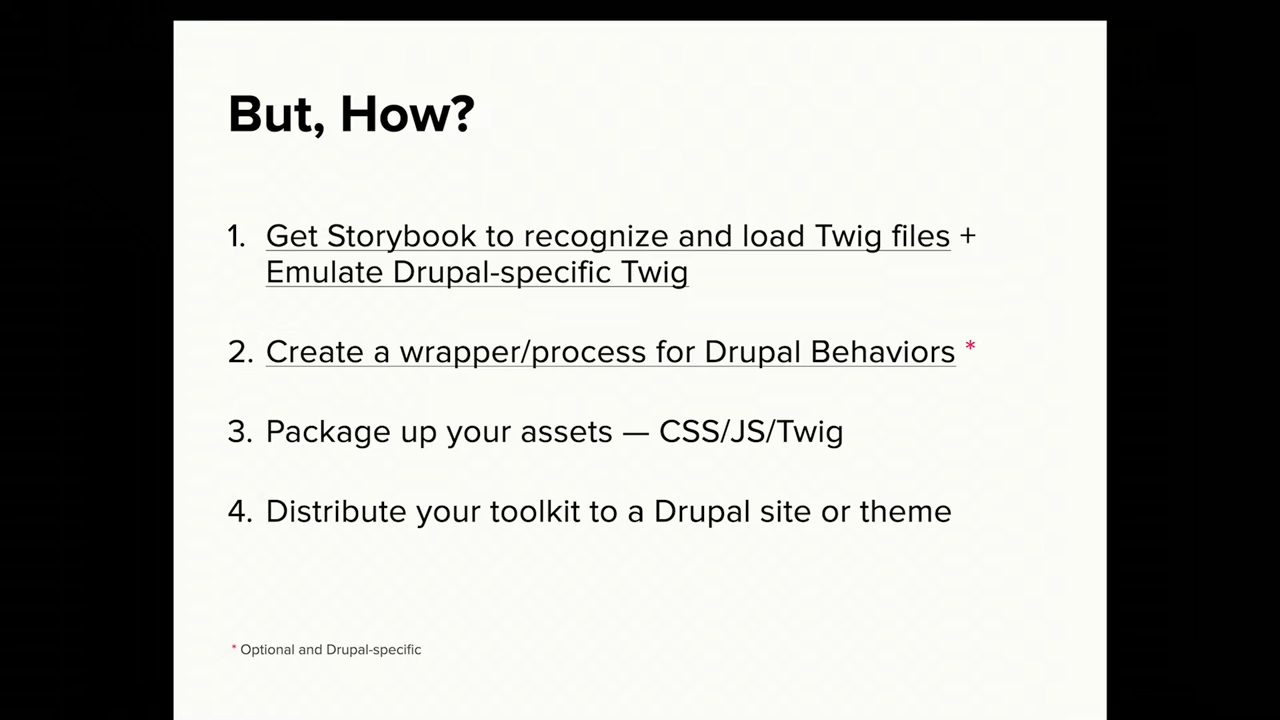 But, How?
1. Get Storybook to recognize and load Twig files +
Emulate Drupal-specific Twig
2. Create a wrapper/process for Drupal Behaviors *
3. Package up your assets — CSS/JS/Twig
4. Distribute your toolkit to a Drupal site or theme
* Optional and Drupal-specific